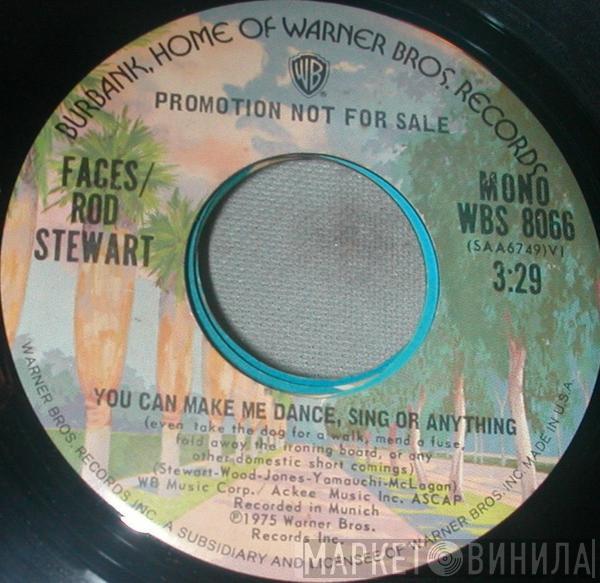 BURBANK, HOME OF WARNER BROS. RECORDS
WB
PROMOTION NOT FOR SALE
FACES/
ROD
STEWART
MONO
WBS 8066
(SAA6749)V1
3:29
YOU CAN MAKE ME DANCE, SING OR ANYTHING
(even take the dog for a walk, mend a fuse,
fold away the ironing board, or any
other domestic short comings)
(Stewart-Wood-Jones-Yamauchi-McLagan)
WB Music Corp./ Ackee Music Inc. ASCAP
Recorded in Munich
℗1975 Warner Bros.
Records Inc.
WARNER BROS. RECORDS INC. A SUBSIDIARY AND LICENSEE OF WARNER BROS. INC. MADE IN U.S.A.
МАРКЕТ ВИНИЛА